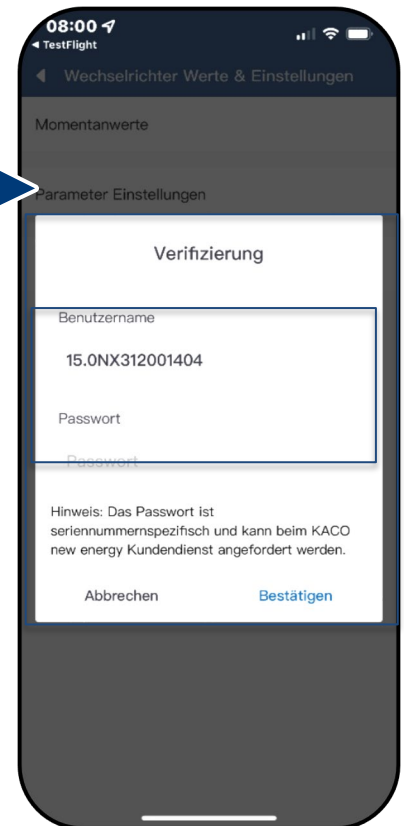 08:00
TestFlight
Wechselrichter Werte & Einstellungen
Momentanwerte
Parameter Einstellungen
Verifizierung
Benutzername
15.0NX312001404
Passwort
Passwort
Hinweis: Das Passwort ist
seriennummernspezifisch und kann beim KACO
new energy Kundendienst angefordert werden.
Abbrechen Bestätigen